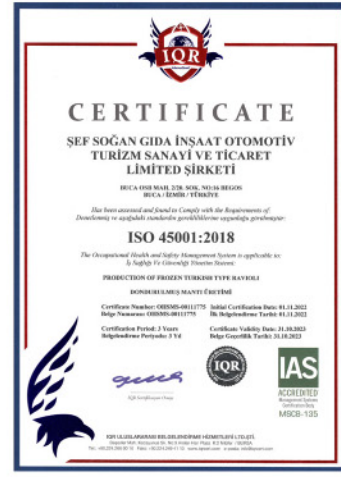 IQR
CERTIFICATE
ŞEF SOĞAN GIDA İNŞAAT OTOMOTİV
TURİZM SANAYİ VE TİCARET
LİMİTED ŞİRKETİ
BUCA OSB MAH. 2/20. SOK. NO:16 BEGOS
BUCA / İZMİR / TÜRKİYE
Has been assessed and found to Comply with the Requirements of
Denetlenmiş ve aşağıdaki standardın gerekliliklerine uygunluğu görülmüştür:
ISO 45001:2018
The Occupational Health and Safety Management System is applicable to:
İş Sağlığı Ve Güvenliği Yönetim Sistemi:
PRODUCTION OF FROZEN TURKISH TYPE RAVIOLI
DONDURULMUŞ MANTI ÜRETİMİ
Certificate Number: OHSMS-00111775 Initial Certification Date: 01.11.2022
Belge Numarası: OHSMS-00111775 İlk Belgelendirme Tarihi: 01.11.2022
Certification Period: 3 Years Certificate Validity Date: 31.10.2023
Belgelendirme Periyodu: 3 Yıl Belge Geçerlilik Tarihi: 31.10.2023
IQR
IAS
ACCREDITED
Management Systems
Certification Body
MSCB-135
IQR ULUSLARARASI BELGELENDİRME HİZMETLERİ LTD.ŞTİ.